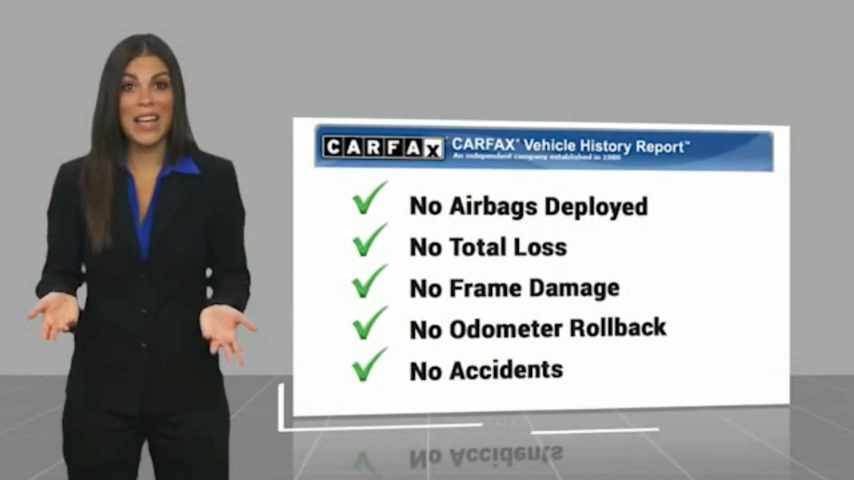 CARFAX CARFAX® Vehicle History Report™
An independent company established in 1986
No Airbags Deployed
No Total Loss
No Frame Damage
No Odometer Rollback
No Accidents
No Accidents